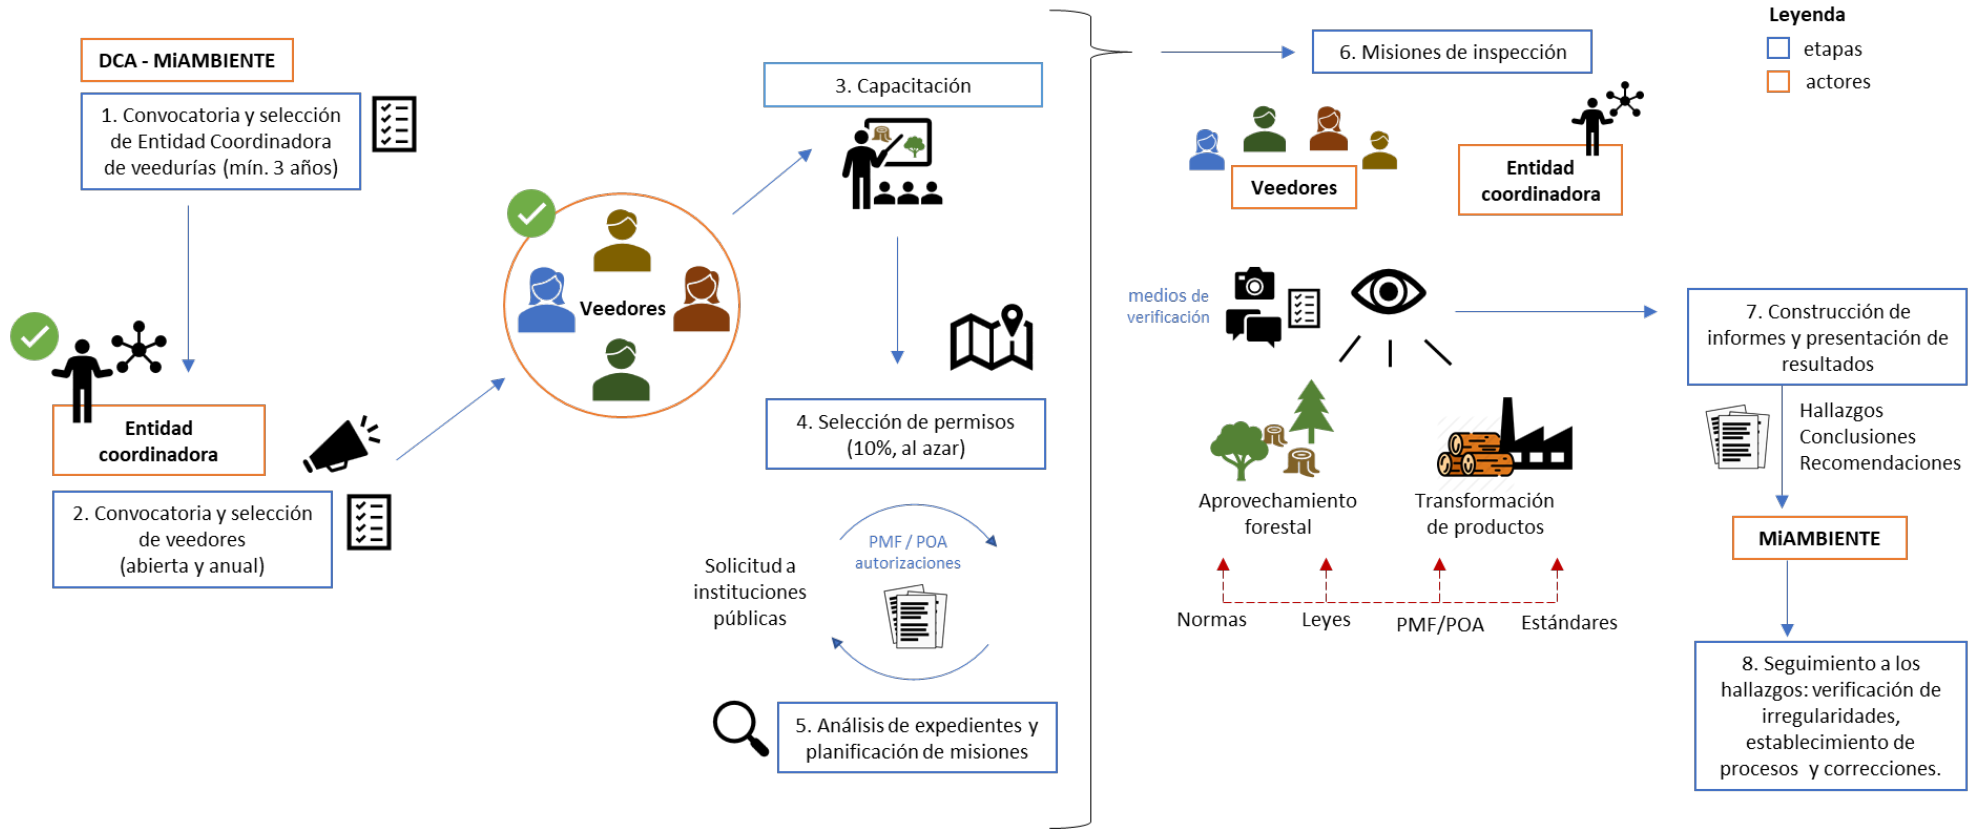 DCA - MiAMBIENTE
1. Convocatoria y selección
de Entidad Coordinadora
de veedurías (mín. 3 años)
Entidad
coordinadora
2. Convocatoria y selección
de veedores
(abierta y anual)
Veedores
3. Capacitación
4. Selección de permisos
(10%, al azar)
Solicitud a
instituciones
públicas
PMF / POA
autorizaciones
5. Análisis de expedientes y
planificación de misiones
6. Misiones de inspección
Veedores
Entidad
coordinadora
medios de
verificación
Aprovechamiento
forestal
Transformación
de productos
Normas
Leyes
PMF/POA
Estándares
Leyenda
etapas
actores
7. Construcción de
informes y presentación de
resultados
Hallazgos
Conclusiones
Recomendaciones
MiAMBIENTE
8. Seguimiento a los
hallazgos: verificación de
irregularidades,
establecimiento de
procesos y correcciones.